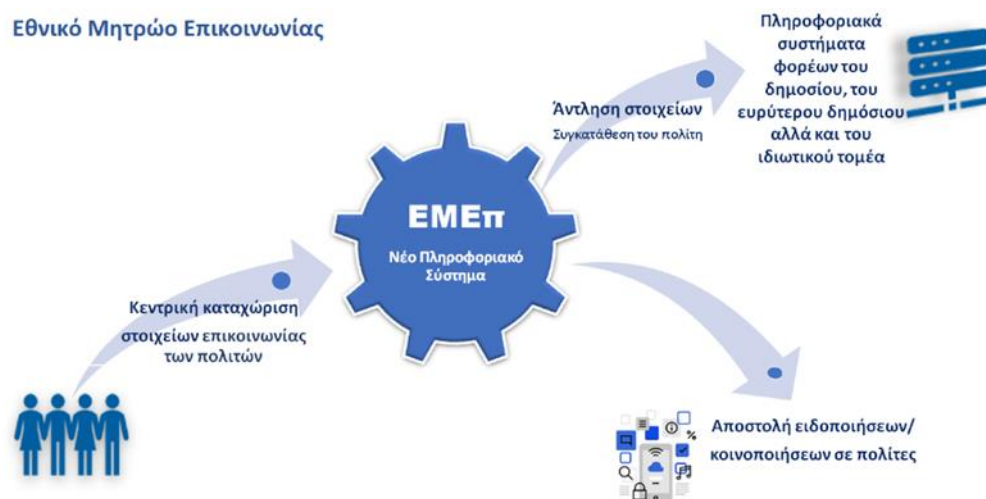 Εθνικό Μητρώο Επικοινωνίας
Πληροφοριακά
συστήματα
φορέων του
δημοσίου, του
ευρύτερου δημόσιου
αλλά και του
ιδιωτικού τομέα
Άντληση στοιχείων
Συγκατάθεση του πολίτη
ΕΜΕπ
Νέο Πληροφοριακό
Σύστημα
Κεντρική καταχώριση
στοιχείων επικοινωνίας
των πολιτών
Αποστολή ειδοποιήσεων/
κοινοποιήσεων σε πολίτες